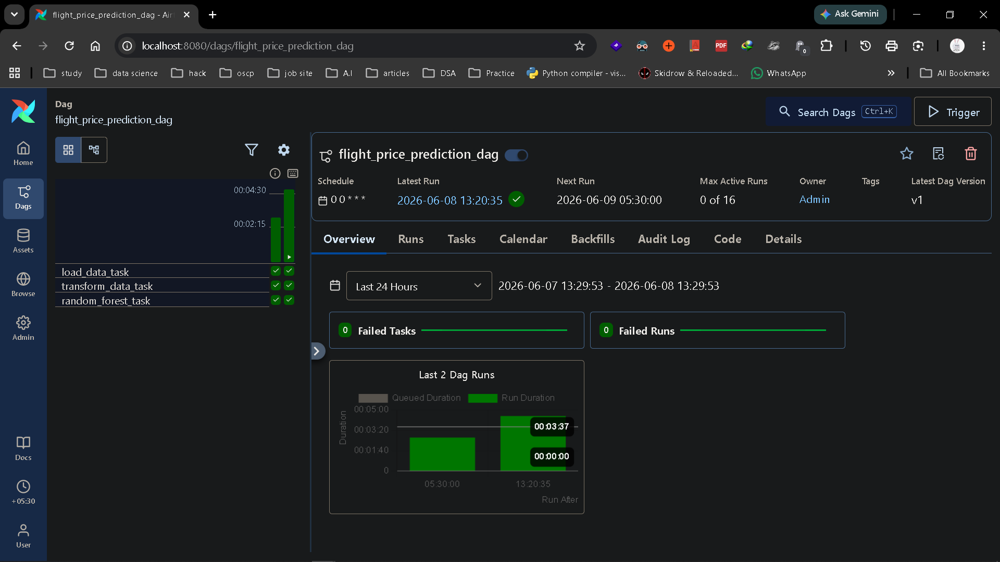 flight_price_prediction_dag - Air
Ask Gemini
localhost:8080/dags/flight_price_prediction_dag
PDF
0
study
data science
hack
oscp
job site
A.I
articles
DSA
Practice
Python compiler - vis...
Skidrow & Reloaded...
WhatsApp
All Bookmarks
Dag
flight_price_prediction_dag
Search Dags Ctrl+K
Trigger
Home
Dags
Assets
Browse
Admin
Docs
+05:30
User
00:04:30
00:02:15
load_data_task
transform_data_task
random_forest_task
flight_price_prediction_dag
Schedule Latest Run Next Run Max Active Runs Owner Tags Latest Dag Version
0 0 * * * 2026-06-08 13:20:35 2026-06-09 05:30:00 0 of 16 Admin v1
Overview Runs Tasks Calendar Backfills Audit Log Code Details
Last 24 Hours 2026-06-07 13:29:53 - 2026-06-08 13:29:53
0 Failed Tasks
0 Failed Runs
Last 2 Dag Runs
Queued Duration Run Duration
Duration
00:05:00
00:03:20
00:01:40
0
00:03:37
00:00:00
05:30:00 13:20:35
Run After